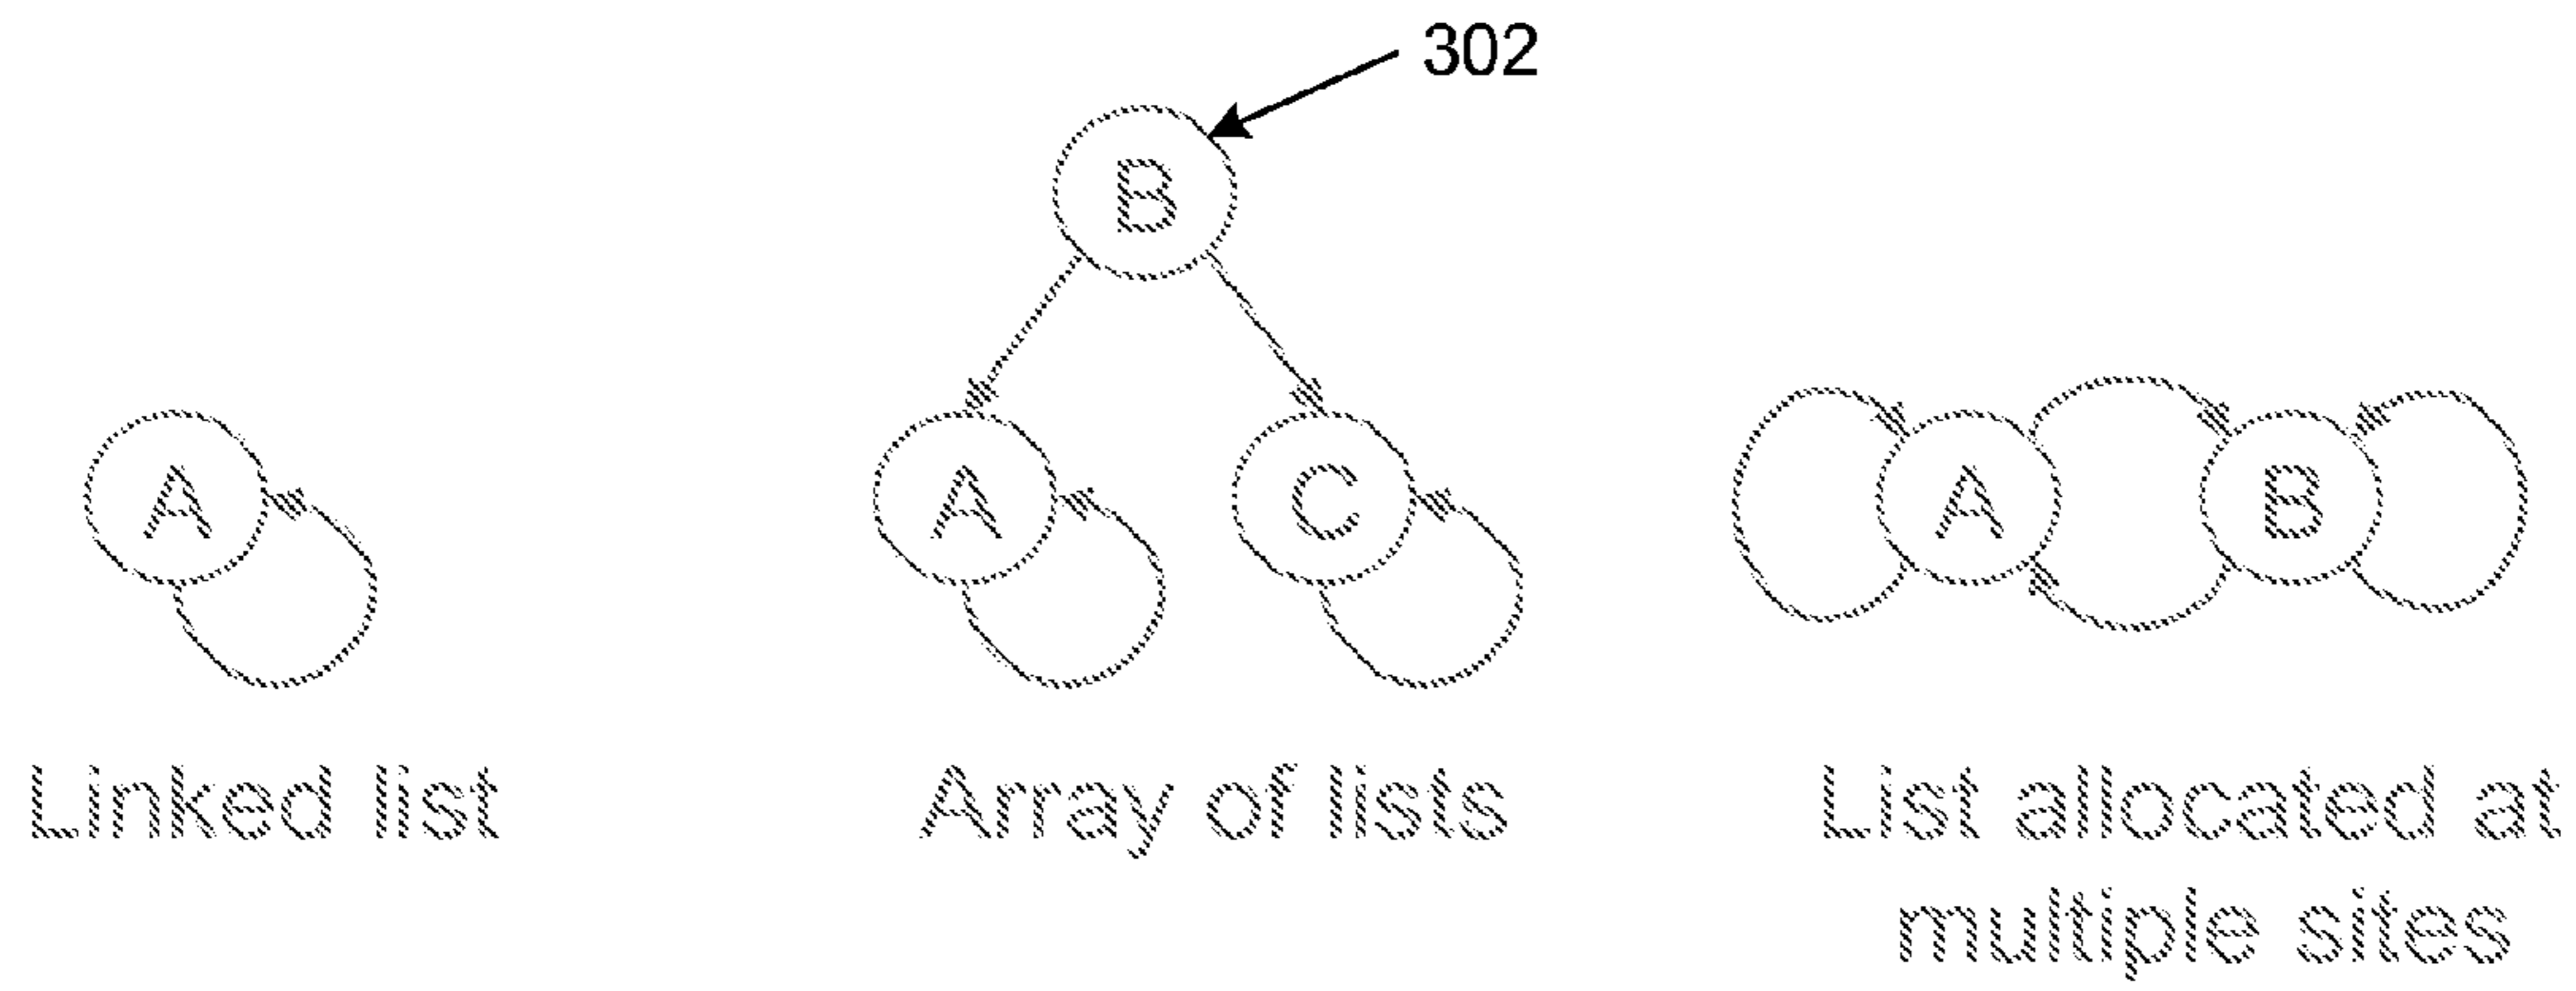 302
B
A
A
C
A
B
Linked list
Array of lists
List allocated at
multiple sites